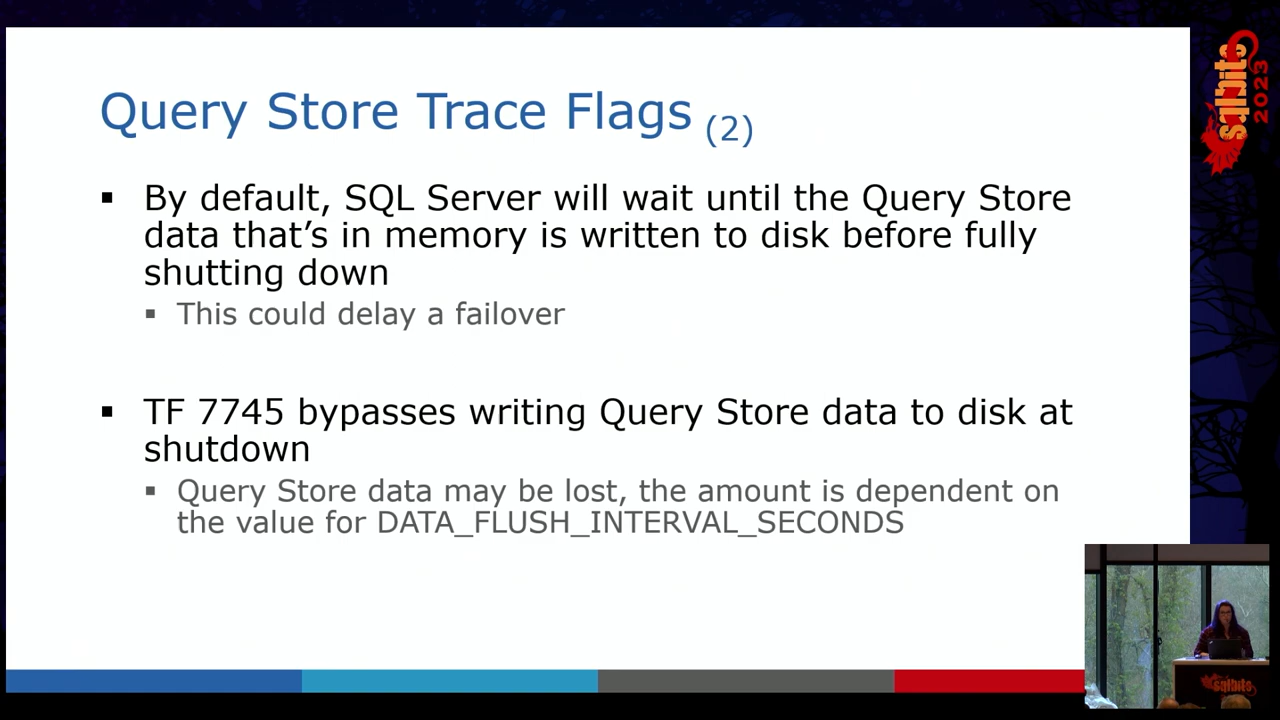 Query Store Trace Flags (2)
▪ By default, SQL Server will wait until the Query Store
data that's in memory is written to disk before fully
shutting down
▪ This could delay a failover
▪ TF 7745 bypasses writing Query Store data to disk at
shutdown
▪ Query Store data may be lost, the amount is dependent on
the value for DATA_FLUSH_INTERVAL_SECONDS
sqlbits
2023
sqlbits